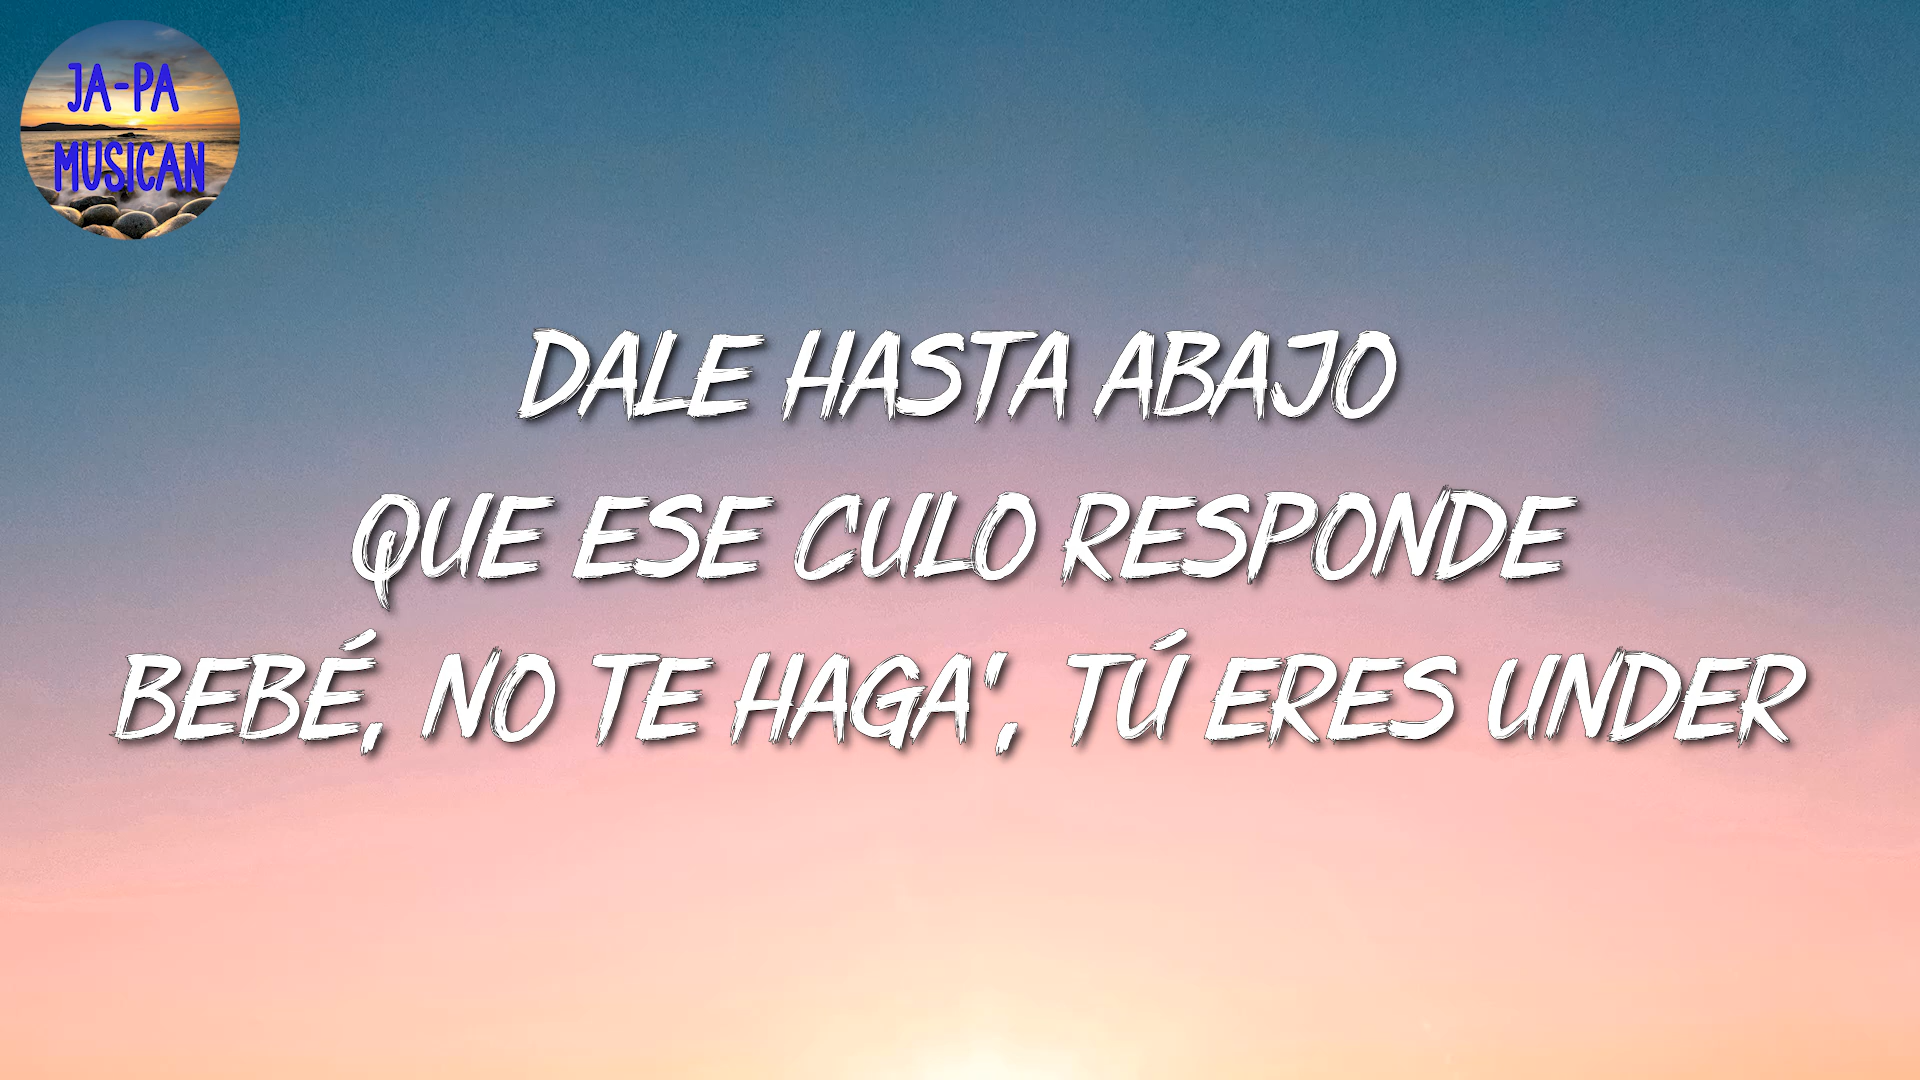 JA-PA
MUSICAN
DALE HASTA ABAJO
QUE ESE CULO RESPONDE
BEBÉ, NO TE HAGA', TÚ ERES UNDER